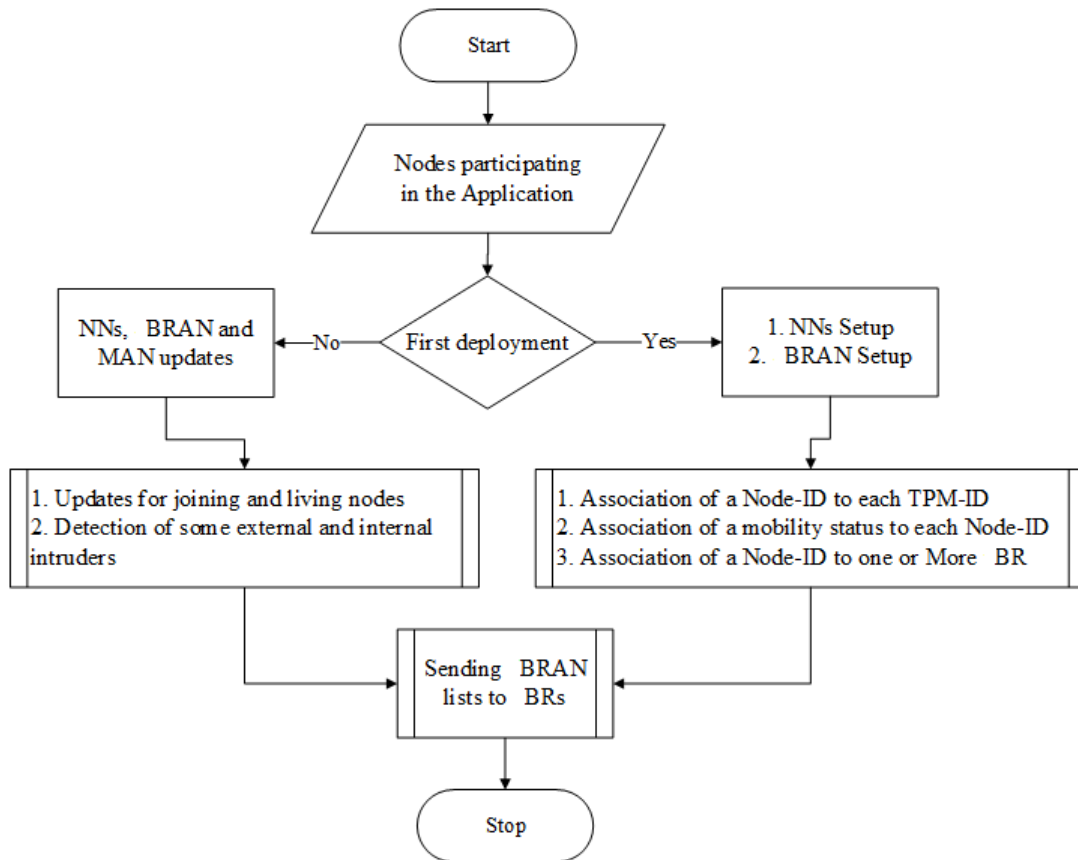 Start
Nodes participating
in the Application
First deployment
No
Yes
NNs, BRAN and
MAN updates
1. NNs Setup
2. BRAN Setup
1. Updates for joining and living nodes
2. Detection of some external and internal
intruders
1. Association of a Node-ID to each TPM-ID
2. Association of a mobility status to each Node-ID
3. Association of a Node-ID to one or More BR
Sending BRAN
lists to BRs
Stop